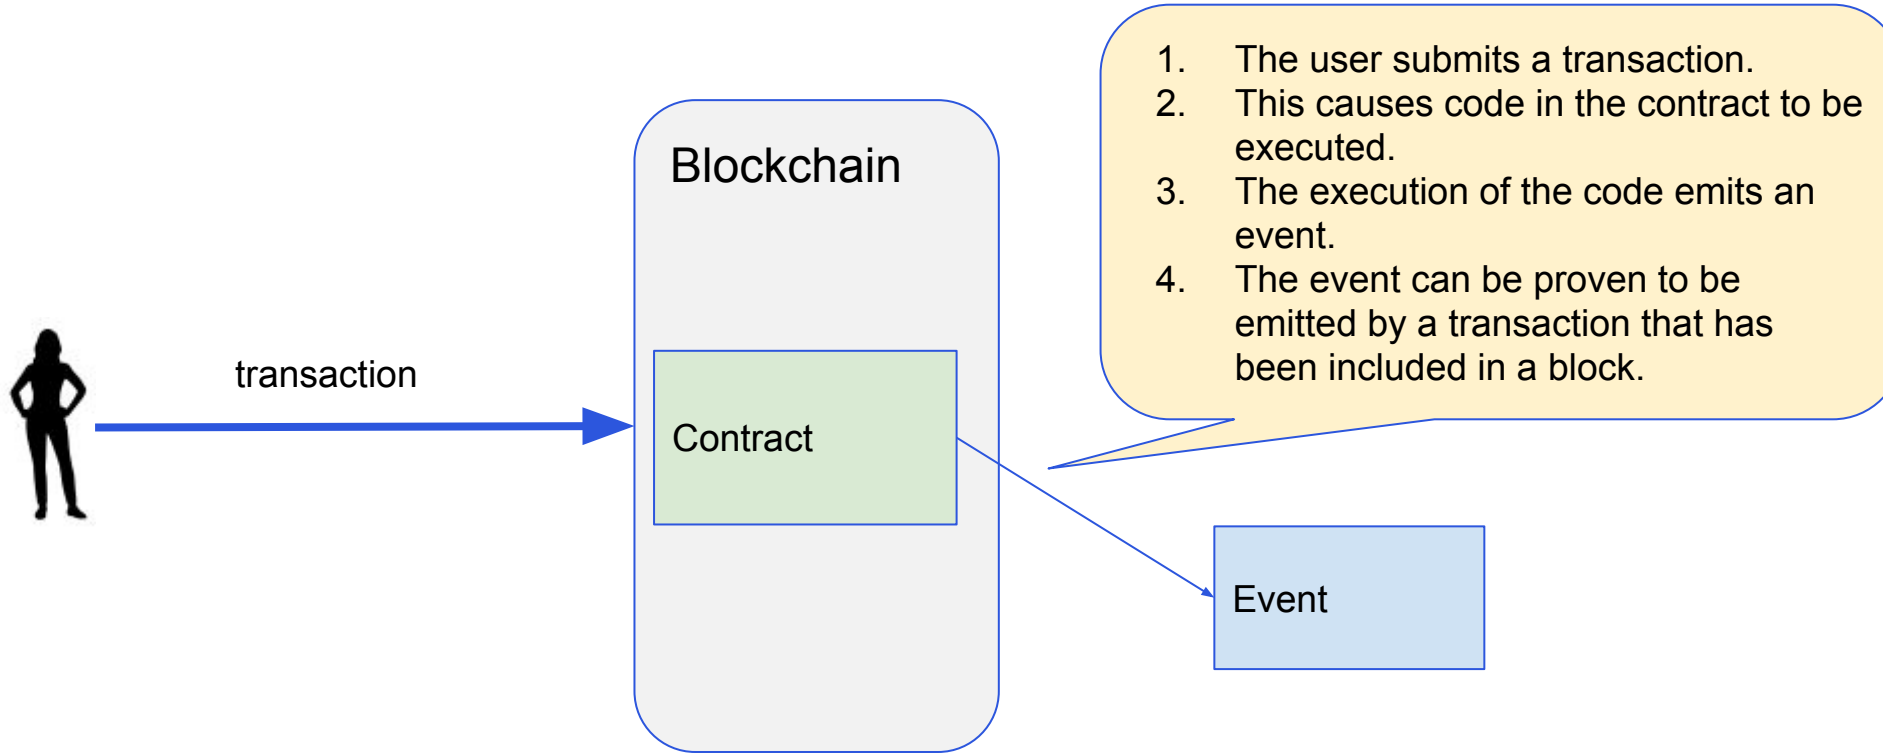 1. The user submits a transaction.
2. This causes code in the contract to be
executed.
3. The execution of the code emits an
event.
4. The event can be proven to be
emitted by a transaction that has
been included in a block.
Blockchain
transaction
Contract
Event